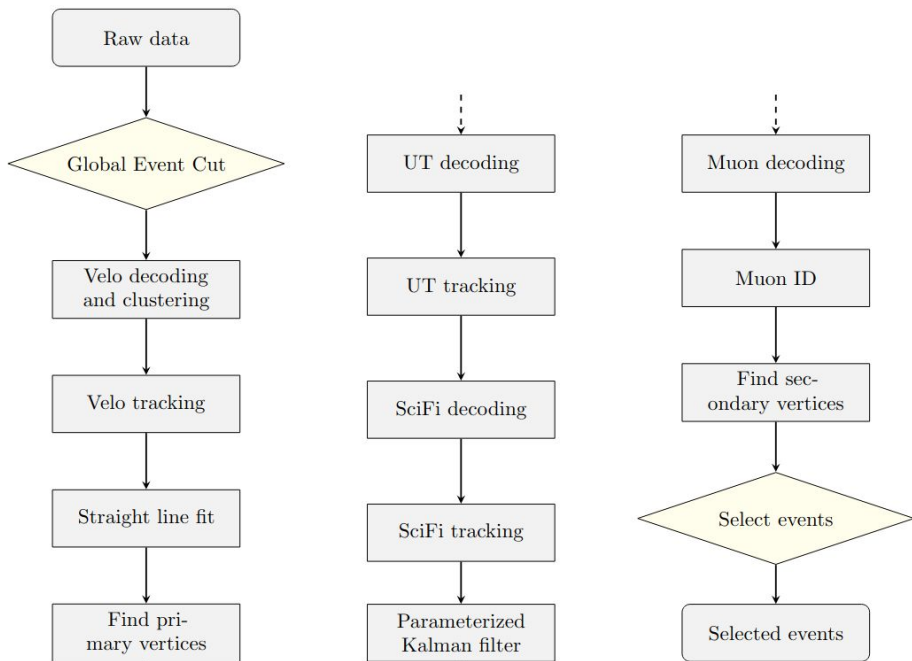 Raw data
Global Event Cut
Velo decoding
and clustering
Velo tracking
Straight line fit
Find pri-
mary vertices
UT decoding
UT tracking
SciFi decoding
SciFi tracking
Parameterized
Kalman filter
Muon decoding
Muon ID
Find sec-
ondary vertices
Select events
Selected events